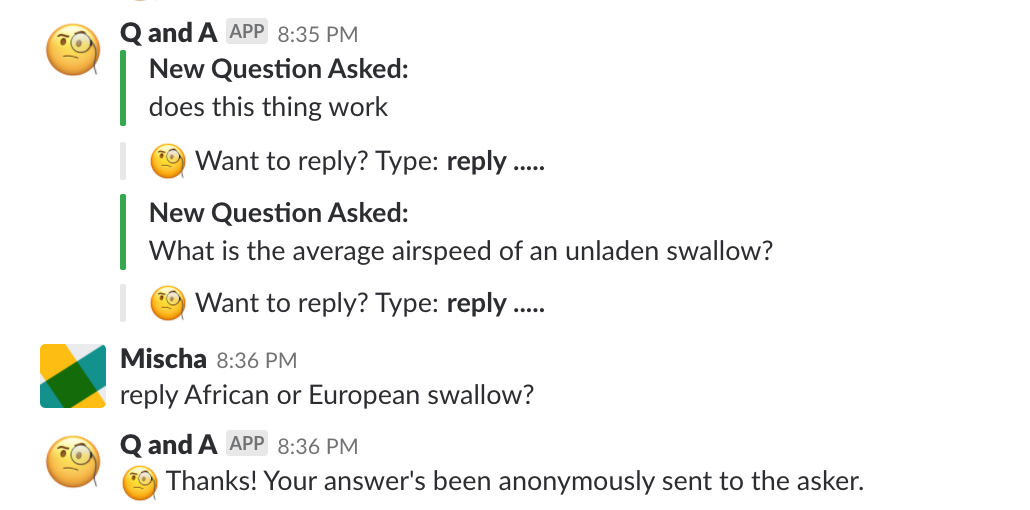 Q and A APP 8:35 PM
New Question Asked:
does this thing work
Want to reply? Type: reply .....
New Question Asked:
What is the average airspeed of an unladen swallow?
Want to reply? Type: reply .....
Mischa 8:36 PM
reply African or European swallow?
Q and A APP 8:36 PM
Thanks! Your answer's been anonymously sent to the asker.